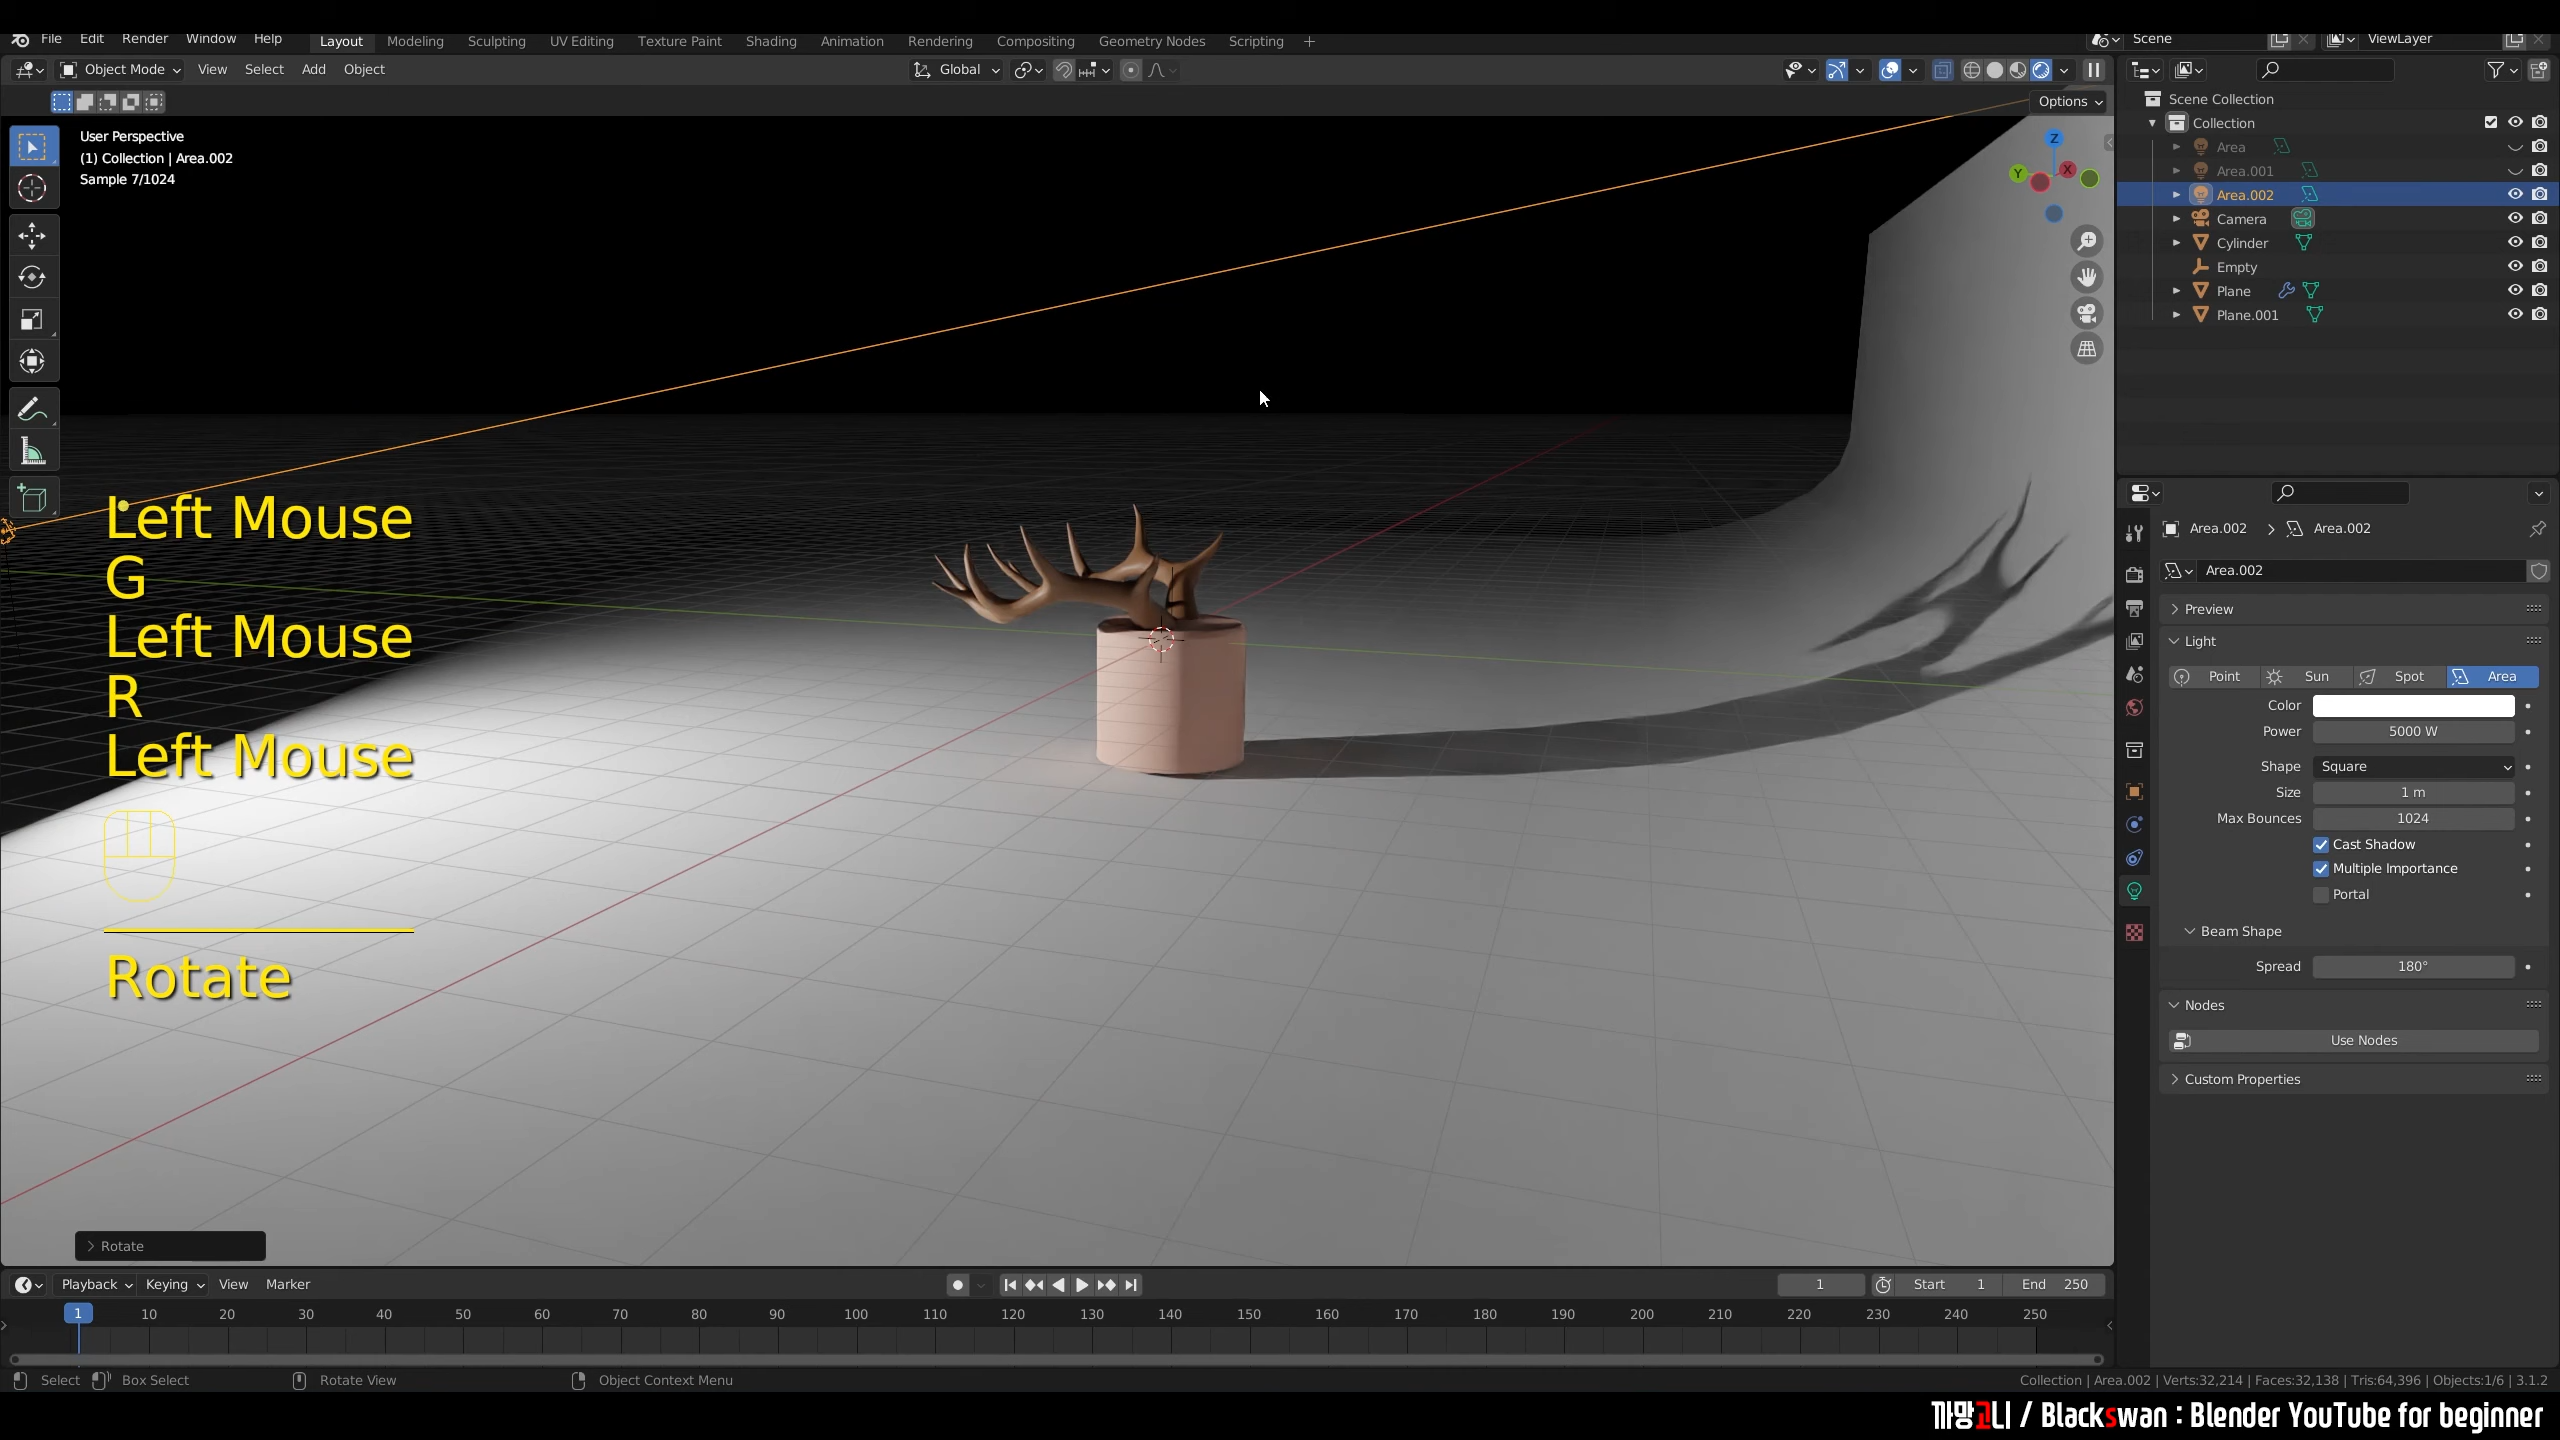 File Edit Render Window Help Layout Modeling Sculpting UV Editing Texture Paint Shading Animation Rendering Compositing Geometry Nodes Scripting + Scene ViewLayer
Object Mode View Select Add Object Global
Options
User Perspective
(1) Collection | Area.002
Sample 7/1024
Z
Y
X
Left Mouse
G
Left Mouse
R
Left Mouse
Rotate
Rotate
Scene Collection
Collection
Area
Area.001
Area.002
Camera
Cylinder
Empty
Plane
Plane.001
Area.002 Area.002
Area.002
Preview
Light
Point Sun Spot Area
Color
Power 5000 W
Shape Square
Size 1 m
Max Bounces 1024
Cast Shadow
Multiple Importance
Portal
Beam Shape
Spread 180°
Nodes
Use Nodes
Custom Properties
Playback Keying View Marker 1 Start 1 End 250
1 10 20 30 40 50 60 70 80 90 100 110 120 130 140 150 160 170 180 190 200 210 220 230 240 250
Select Box Select Rotate View Object Context Menu Collection | Area.002 | Verts:32,214 | Faces:32,138 | Tris:64,396 | Objects:1/6 | 3.1.2
까망고니 / Blackswan : Blender YouTube for beginner